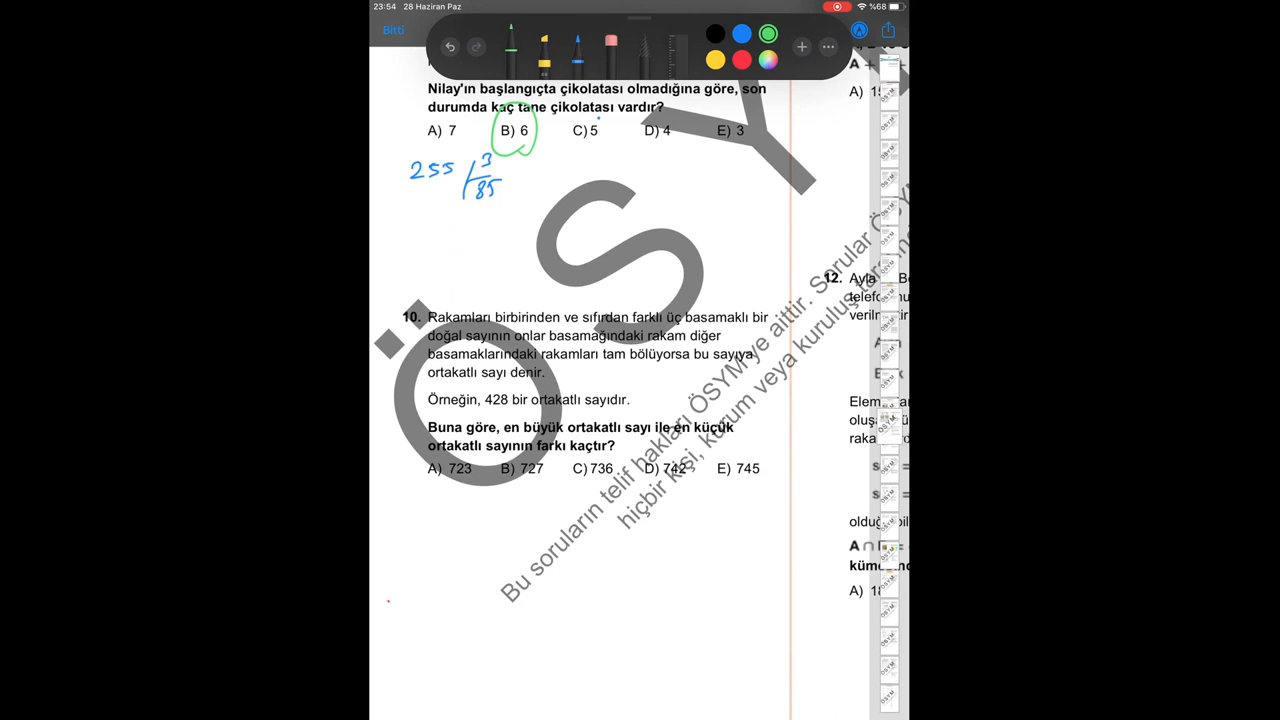 23:54 28 Haziran Paz
%68
Bitti
Nilay'ın başlangıçta çikolatası olmadığına göre, son
durumda kaç tane çikolatası vardır?
A) 7 B) 6 C) 5 D) 4 E) 3
255 3
85
10. Rakamları birbirinden ve sıfırdan farklı üç basamaklı bir
doğal sayının onlar basamağındaki rakam diğer
basamaklarındaki rakamları tam bölüyorsa bu sayıya
ortakatlı sayı denir.
Örneğin, 428 bir ortakatlı sayıdır.
Buna göre, en büyük ortakatlı sayı ile en küçük
ortakatlı sayının farkı kaçtır?
A) 723 B) 727 C) 736 D) 742 E) 745
ÖSY
Bu soruların telif hakları ÖSYM'ye aittir. Sorular
hiçbir kişi, kurum veya kuruluş
A +
A)
12. Ayla
A)